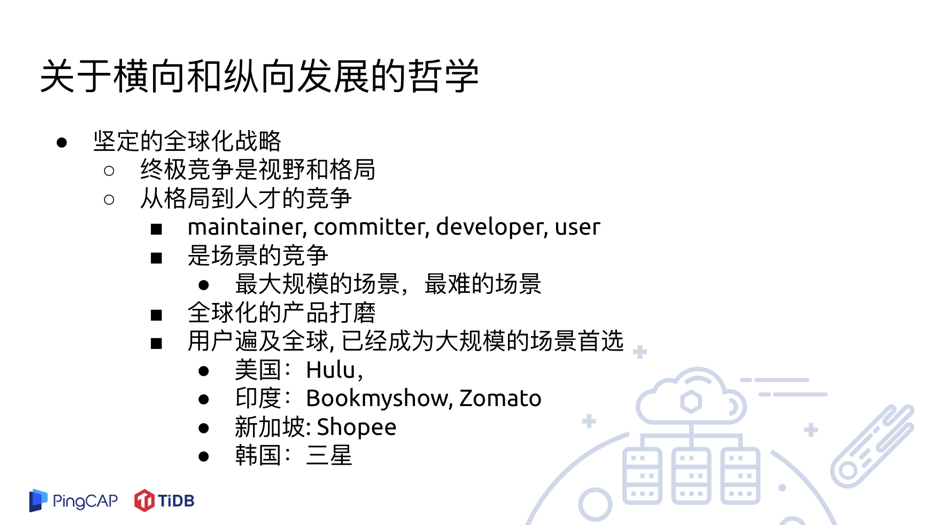 关于横向和纵向发展的哲学
● 坚定的全球化战略
○ 终极竞争是视野和格局
○ 从格局到人才的竞争
■ maintainer, committer, developer, user
■ 是场景的竞争
● 最大规模的场景，最难的场景
■ 全球化的产品打磨
■ 用户遍及全球, 已经成为大规模的场景首选
● 美国：Hulu，
● 印度：Bookmyshow, Zomato
● 新加坡: Shopee
● 韩国：三星
PingCAP TiDB